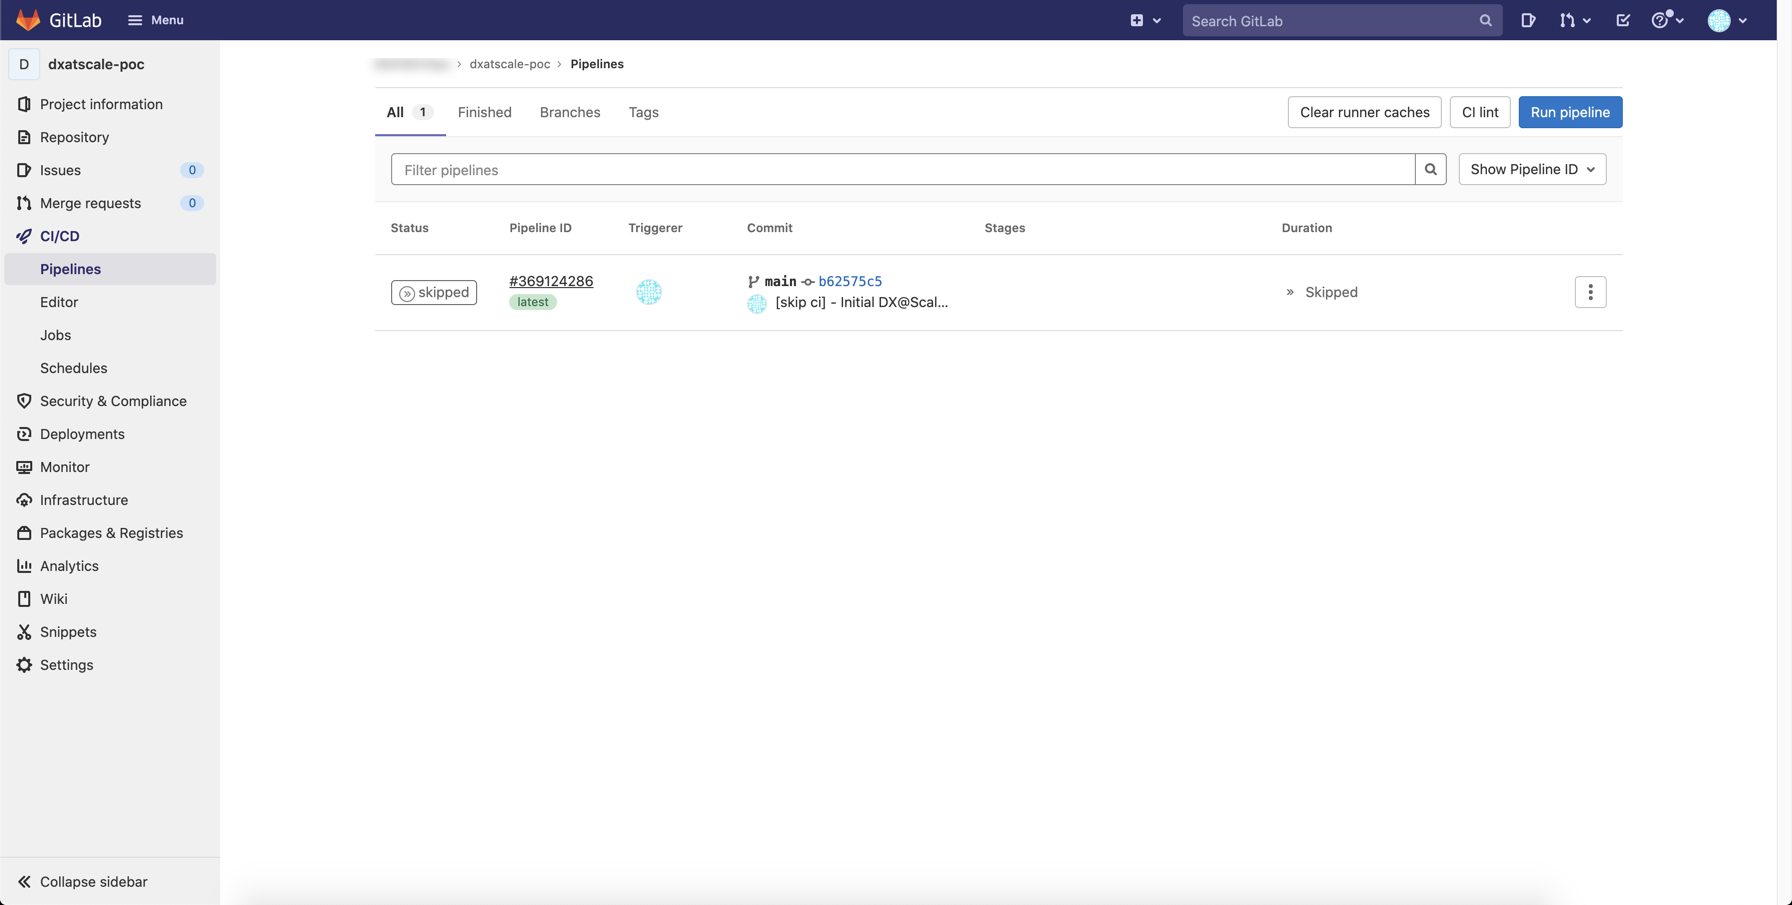 GitLab
Menu
Search GitLab
D dxatscale-poc
Project information
Repository
Issues 0
Merge requests 0
CI/CD
Pipelines
Editor
Jobs
Schedules
Security & Compliance
Deployments
Monitor
Infrastructure
Packages & Registries
Analytics
Wiki
Snippets
Settings
Collapse sidebar
› dxatscale-poc › Pipelines
All 1 Finished Branches Tags
Clear runner caches CI lint Run pipeline
Filter pipelines
Show Pipeline ID
Status Pipeline ID Triggerer Commit Stages Duration
skipped
#369124286
latest
main b62575c5
[skip ci] - Initial DX@Scal...
» Skipped